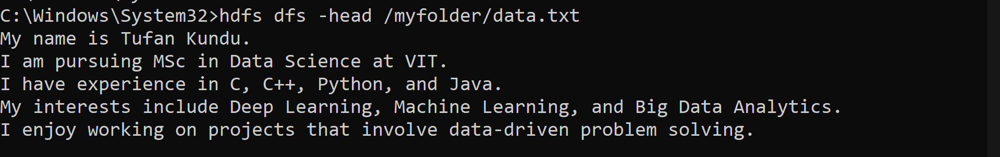 C:\Windows\System32>hdfs dfs -head /myfolder/data.txt
My name is Tufan Kundu.
I am pursuing MSc in Data Science at VIT.
I have experience in C, C++, Python, and Java.
My interests include Deep Learning, Machine Learning, and Big Data Analytics.
I enjoy working on projects that involve data-driven problem solving.